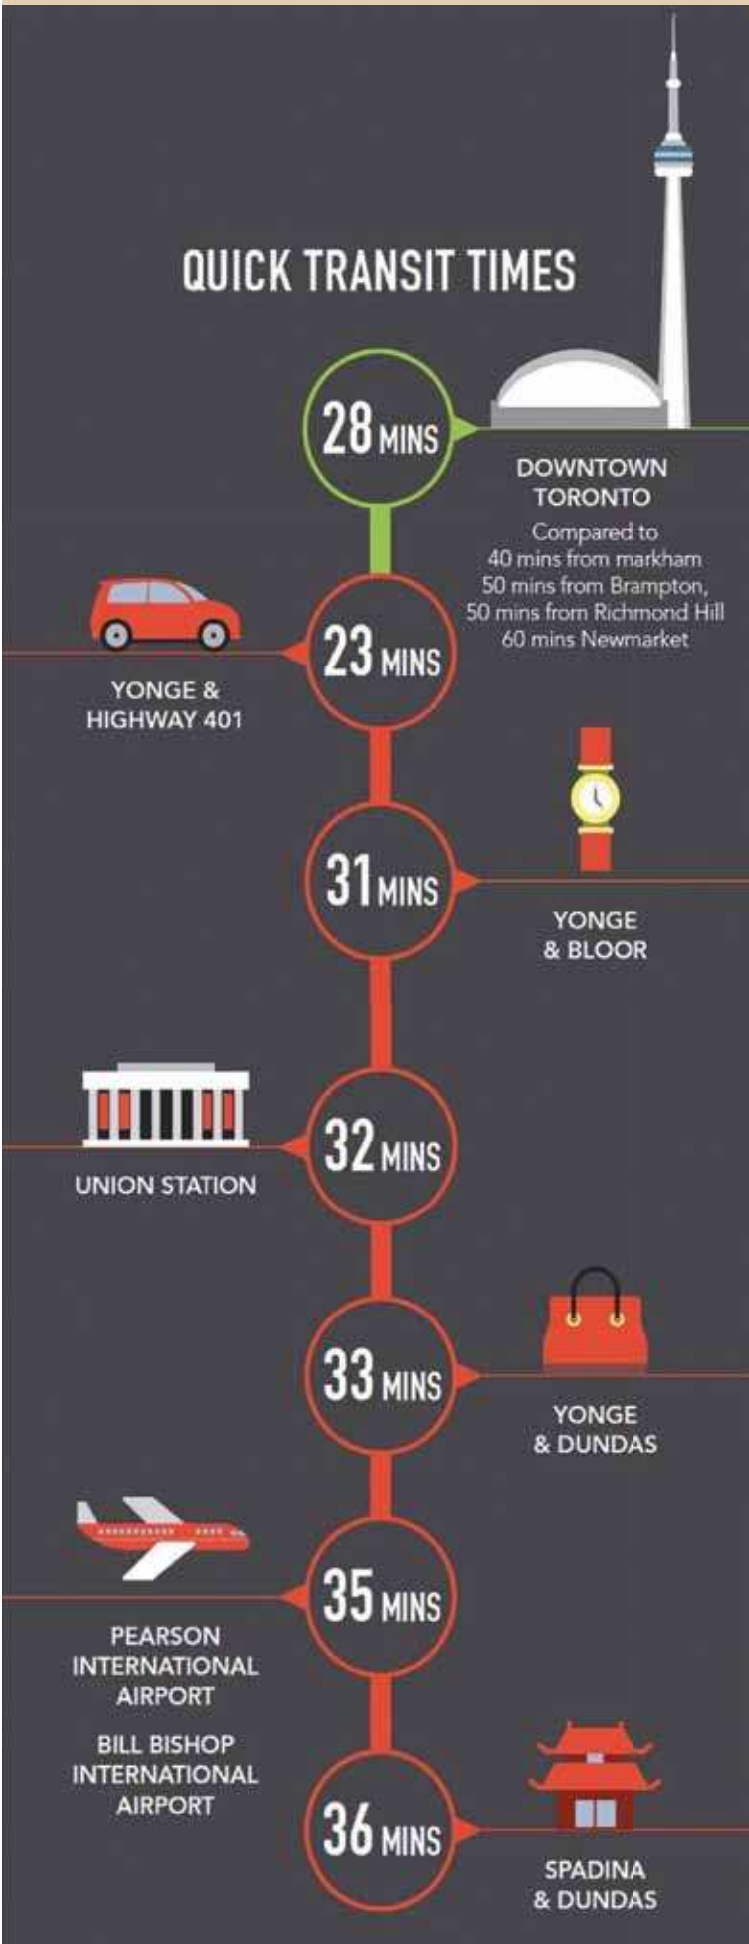 QUICK TRANSIT TIMES
28 MINS
DOWNTOWN
TORONTO
Compared to
40 mins from markham
50 mins from Brampton,
50 mins from Richmond Hill
60 mins Newmarket
23 MINS
YONGE &
HIGHWAY 401
31 MINS
YONGE
& BLOOR
32 MINS
UNION STATION
33 MINS
YONGE
& DUNDAS
35 MINS
PEARSON
INTERNATIONAL
AIRPORT
BILL BISHOP
INTERNATIONAL
AIRPORT
36 MINS
SPADINA
& DUNDAS